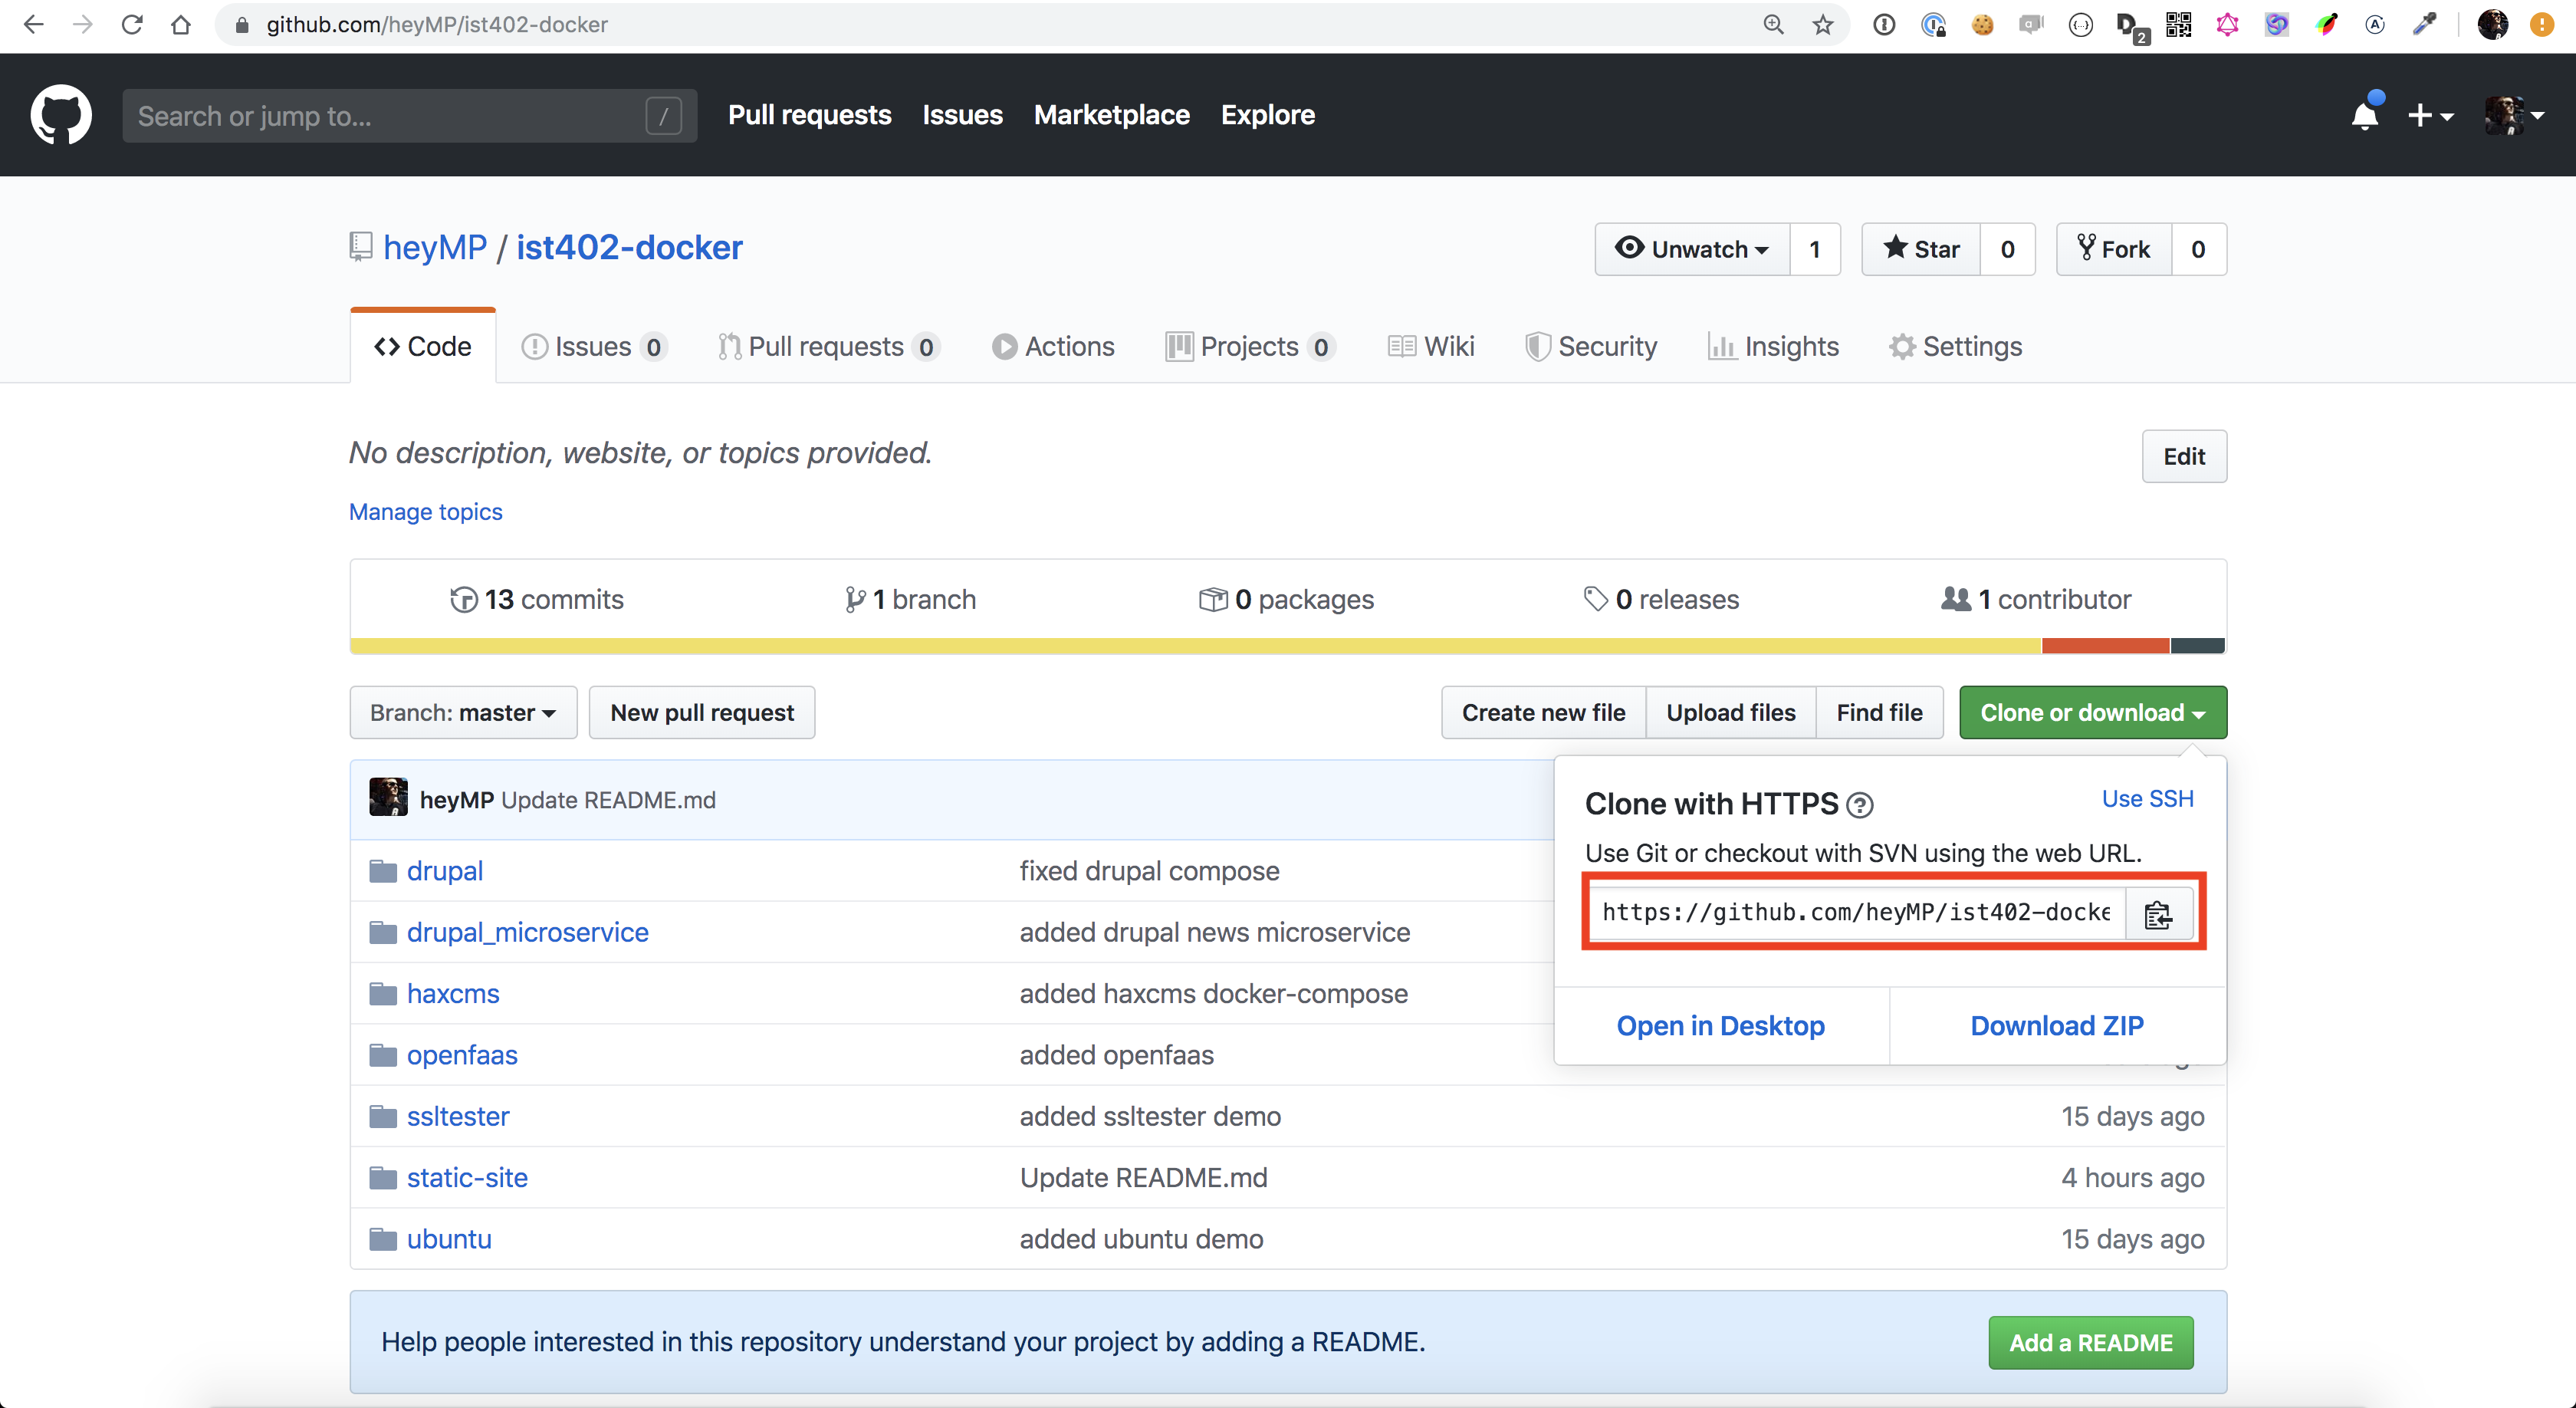 github.com/heyMP/ist402-docker
2
Search or jump to... /
Pull requests Issues Marketplace Explore
heyMP / ist402-docker
Unwatch 1 Star 0 Fork 0
Code Issues 0 Pull requests 0 Actions Projects 0 Wiki Security Insights Settings
No description, website, or topics provided.
Edit
Manage topics
13 commits 1 branch 0 packages 0 releases 1 contributor
Branch: master New pull request Create new file Upload files Find file Clone or download
heyMP Update README.md
Clone with HTTPS ? Use SSH
Use Git or checkout with SVN using the web URL.
https://github.com/heyMP/ist402-docke
Open in Desktop Download ZIP
drupal fixed drupal compose
drupal_microservice added drupal news microservice
haxcms added haxcms docker-compose
openfaas added openfaas
ssltester added ssltester demo 15 days ago
static-site Update README.md 4 hours ago
ubuntu added ubuntu demo 15 days ago
Help people interested in this repository understand your project by adding a README.
Add a README